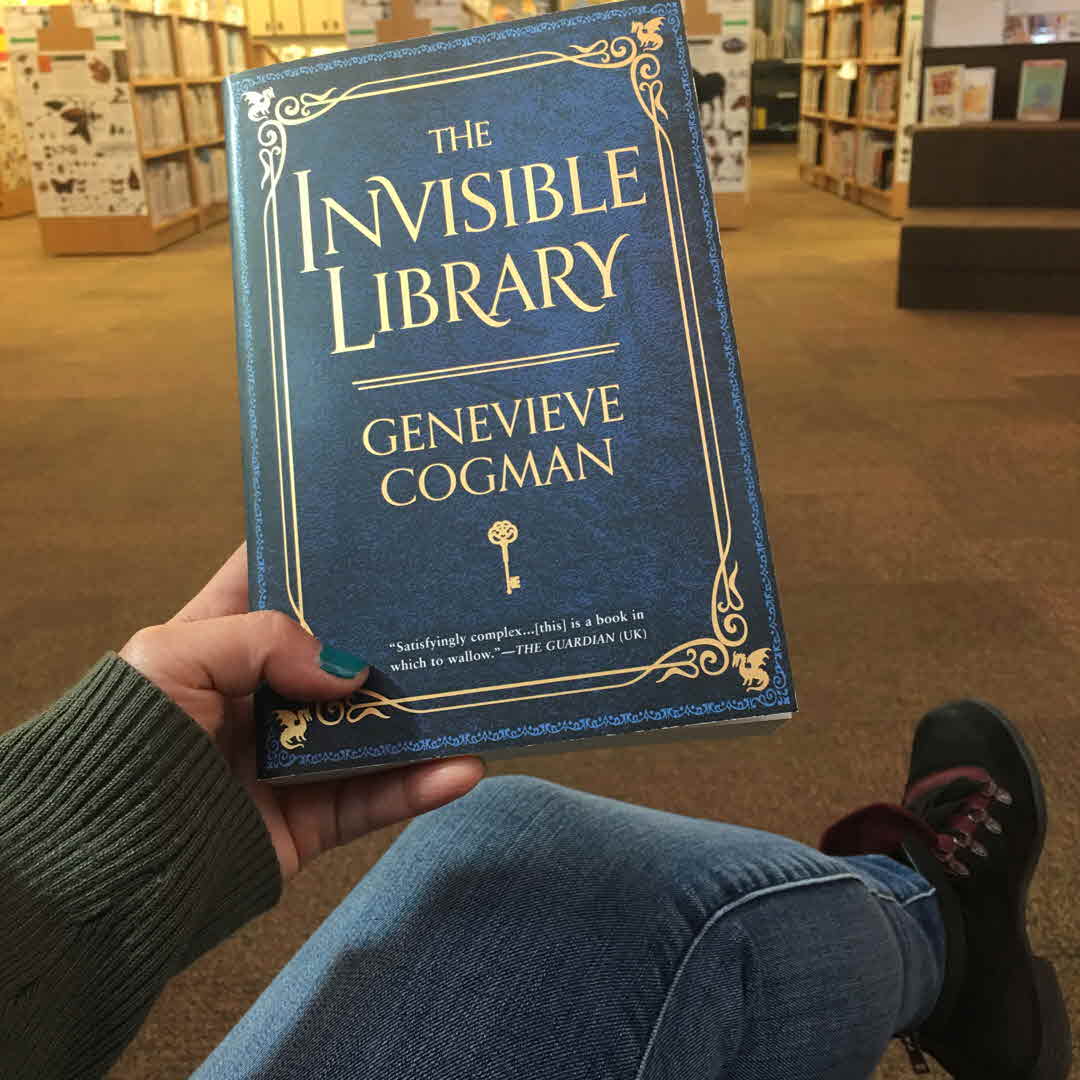 THE
INVISIBLE
LIBRARY
GENEVIEVE
COGMAN
“Satisfyingly complex...[this] is a book in
which to wallow.”—THE GUARDIAN (UK)